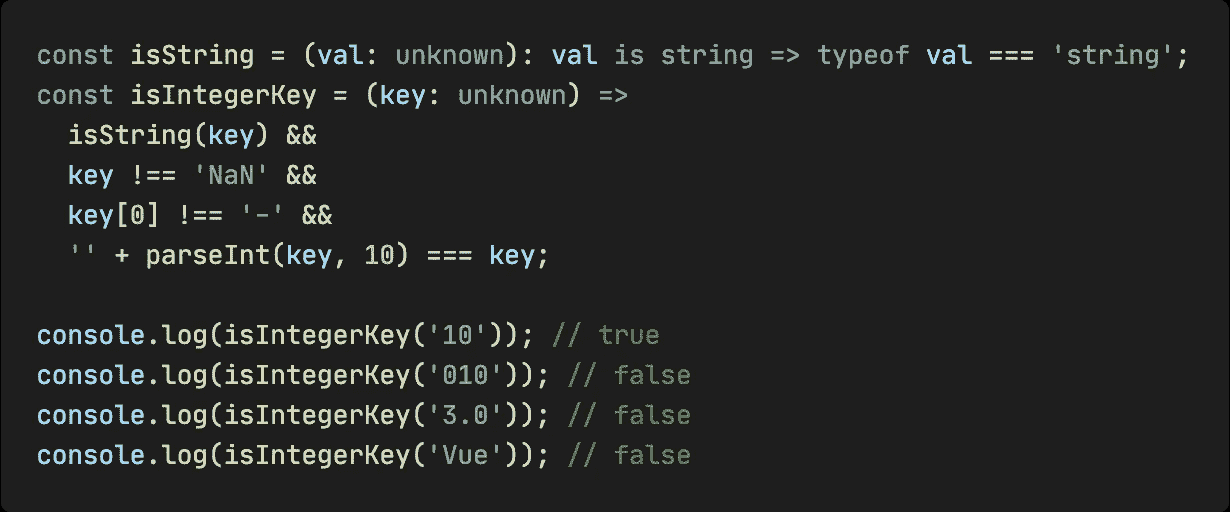 const isString = (val: unknown): val is string => typeof val === 'string';
const isIntegerKey = (key: unknown) =>
  isString(key) &&
  key !== 'NaN' &&
  key[0] !== '-' &&
  '' + parseInt(key, 10) === key;

console.log(isIntegerKey('10')); // true
console.log(isIntegerKey('010')); // false
console.log(isIntegerKey('3.0')); // false
console.log(isIntegerKey('Vue')); // false